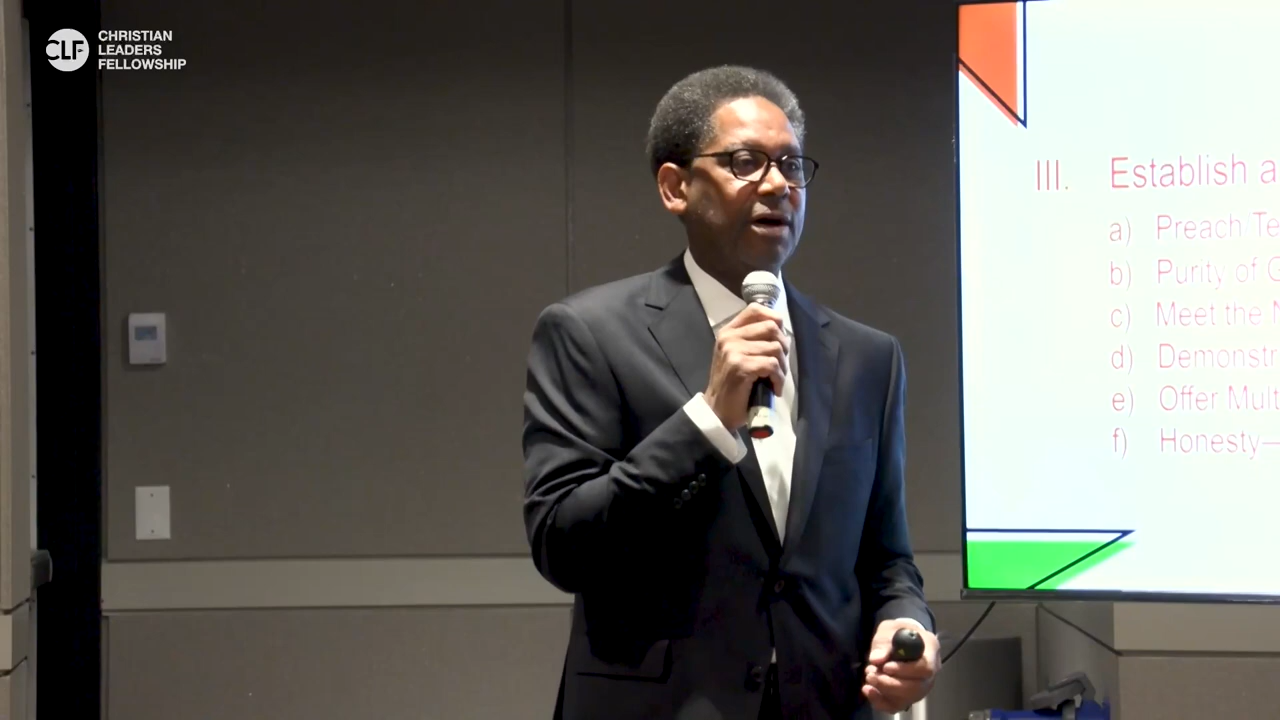 CLF
CHRISTIAN
LEADERS
FELLOWSHIP
III. Establish a
a) Preach Te
b) Purity of
c) Meet the
d) Demonstr
e) Offer Mult
f) Honesty—